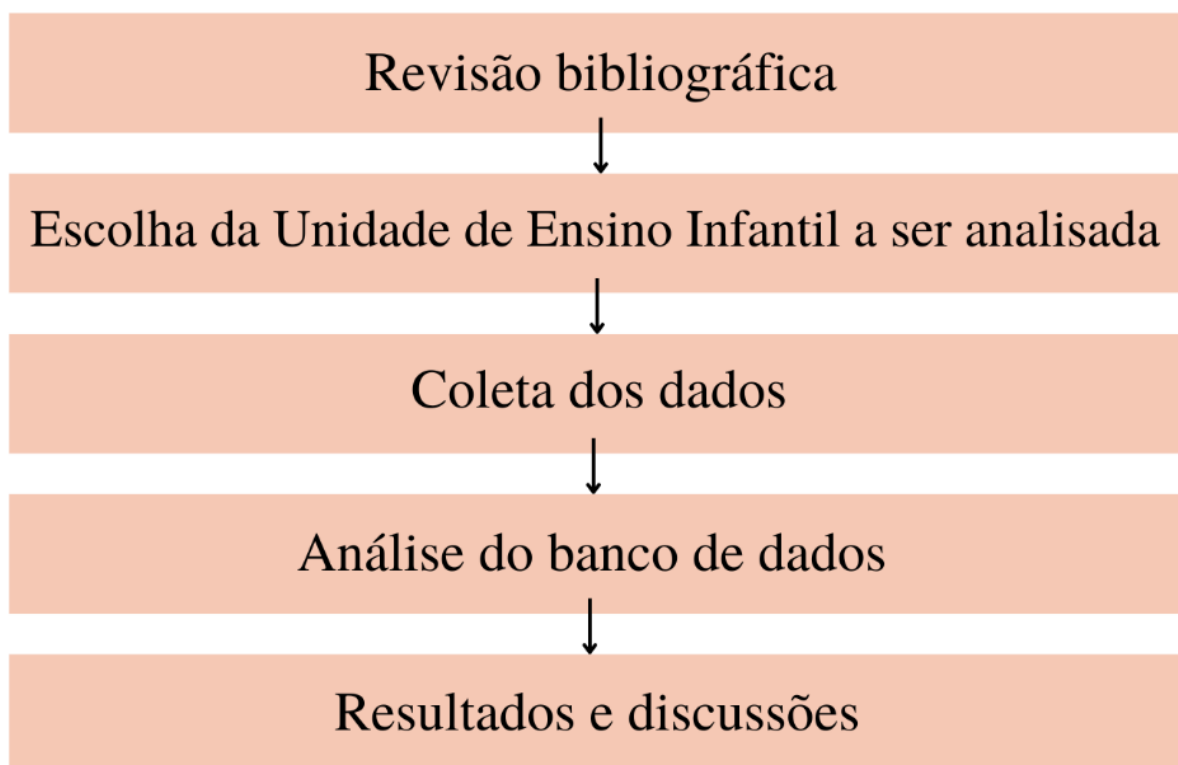 Revisão bibliográfica
Escolha da Unidade de Ensino Infantil a ser analisada
Coleta dos dados
Análise do banco de dados
Resultados e discussões